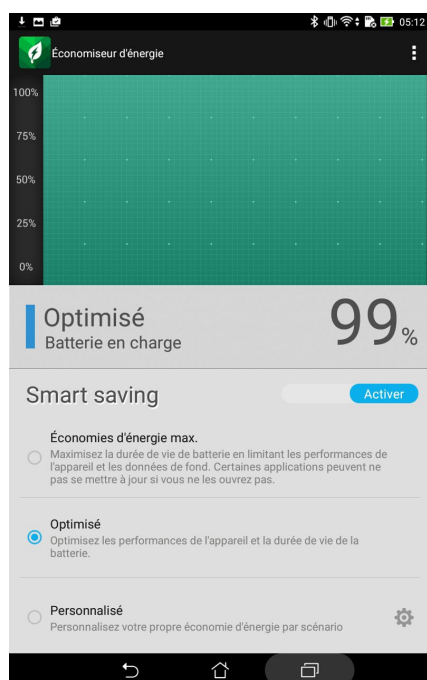 05:12
Économiseur d'énergie
100%
75%
50%
25%
0%
Optimisé
99%
Batterie en charge
Smart saving
Activer
Économies d'énergie max.
Maximisez la durée de vie de batterie en limitant les performances de
l'appareil et les données de fond. Certaines applications peuvent ne
pas se mettre à jour si vous ne les ouvrez pas.
Optimisé
Optimisez les performances de l'appareil et la durée de vie de la
batterie.
Personnalisé
Personnalisez votre propre économie d'énergie par scénario